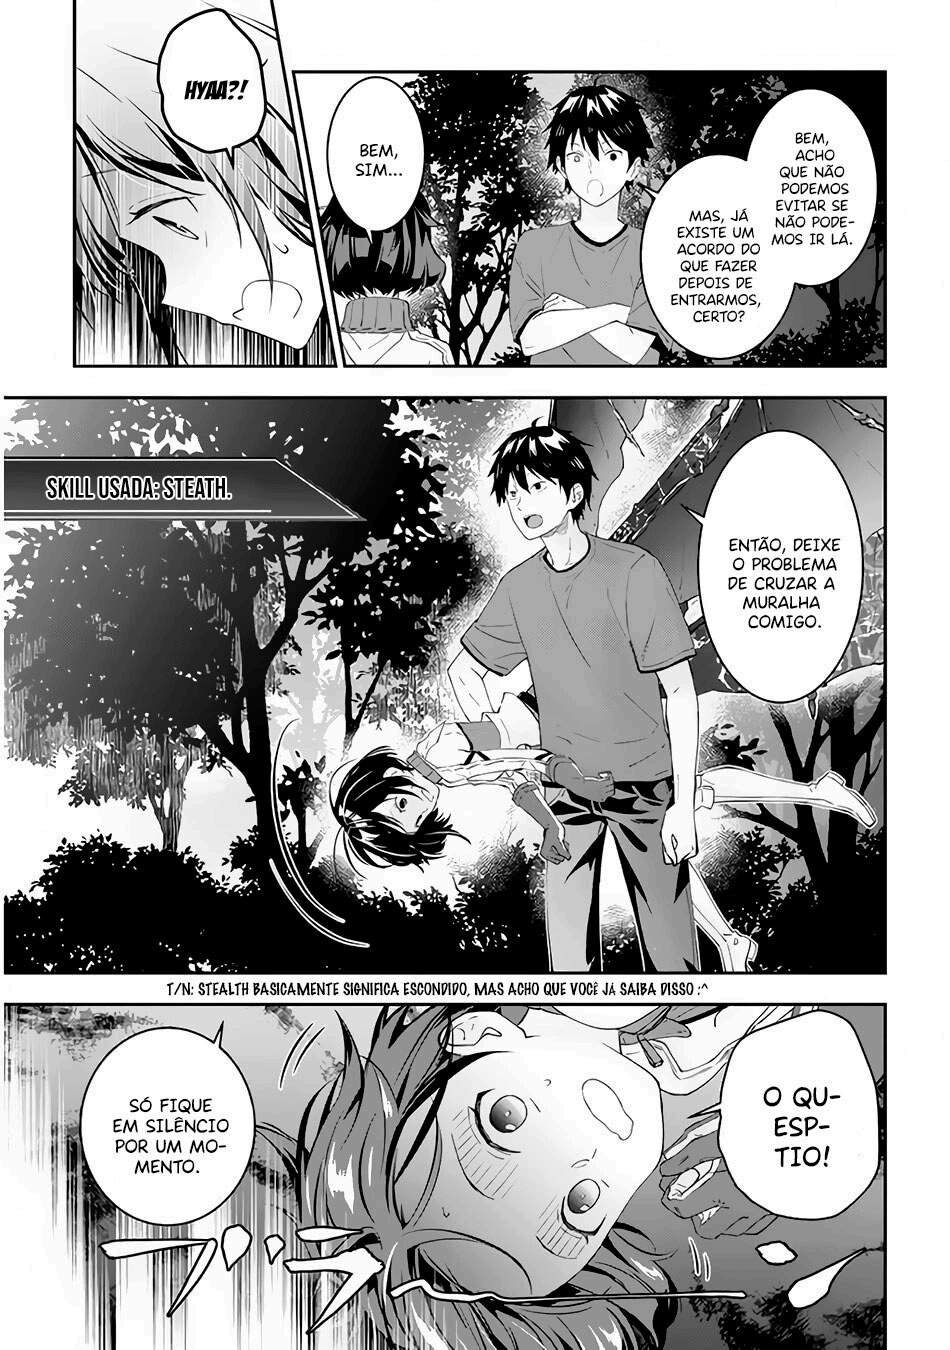 BEM,
ACHO
QUE NÃO
PODEMOS
EVITAR SE
NÃO PODE-
MOS IR LÁ.
MAS, JÁ
EXISTE UM
ACORDO DO
QUE FAZER
DEPOIS DE
ENTRARMOS,
CERTO?
BEM,
SIM...
HYAA?!
ENTÃO, DEIXE
O PROBLEMA
DE CRUZAR A
MURALHA
COMIGO.
SKILL USADA: STEATH.
T/N: STEALTH BASICAMENTE SIGNIFICA ESCONDIDO, MAS ACHO QUE VOCÊ JÁ SAIBA DISSO :^
O QU-
ESP-
TIO!
SÓ FIQUE
EM SILÊNCIO
POR UM MO-
MENTO.